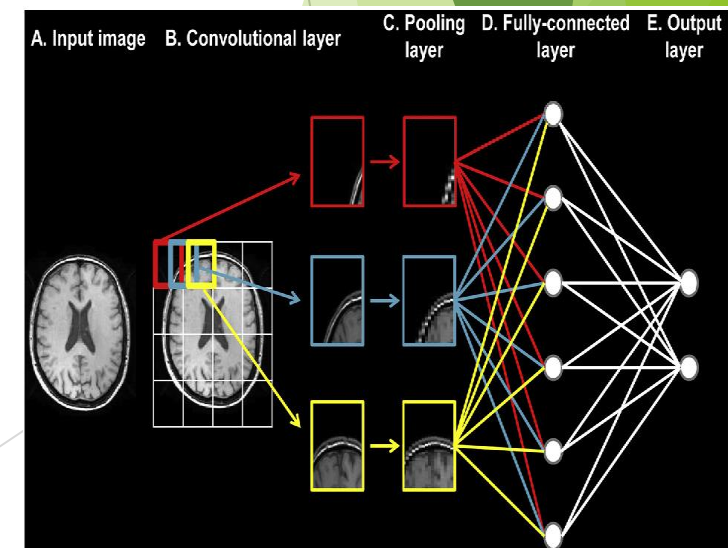 A. Input image
B. Convolutional layer
C. Pooling
layer
D. Fully-connected
layer
E. Output
layer